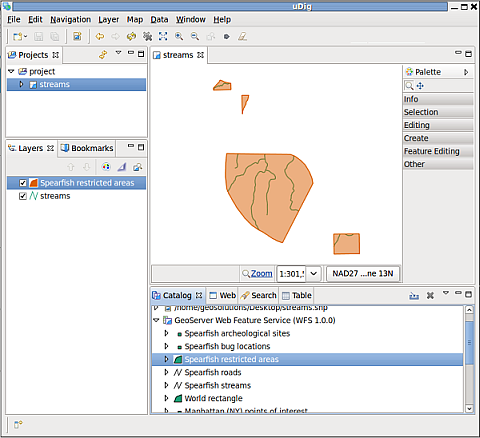 uDig
File Edit Navigation Layer Map Data Window Help
Projects
project
streams
Layers Bookmarks
Spearfish restricted areas
streams
streams
Palette
Info
Selection
Editing
Create
Feature Editing
Other
Zoom 1:301, NAD27 ...ne 13N
Catalog Web Search Table
/home/geosolutions/Desktop/streams.shp
GeoServer Web Feature Service (WFS 1.0.0)
Spearfish archeological sites
Spearfish bug locations
Spearfish restricted areas
Spearfish roads
Spearfish streams
World rectangle
Manhattan (NY) points of interest